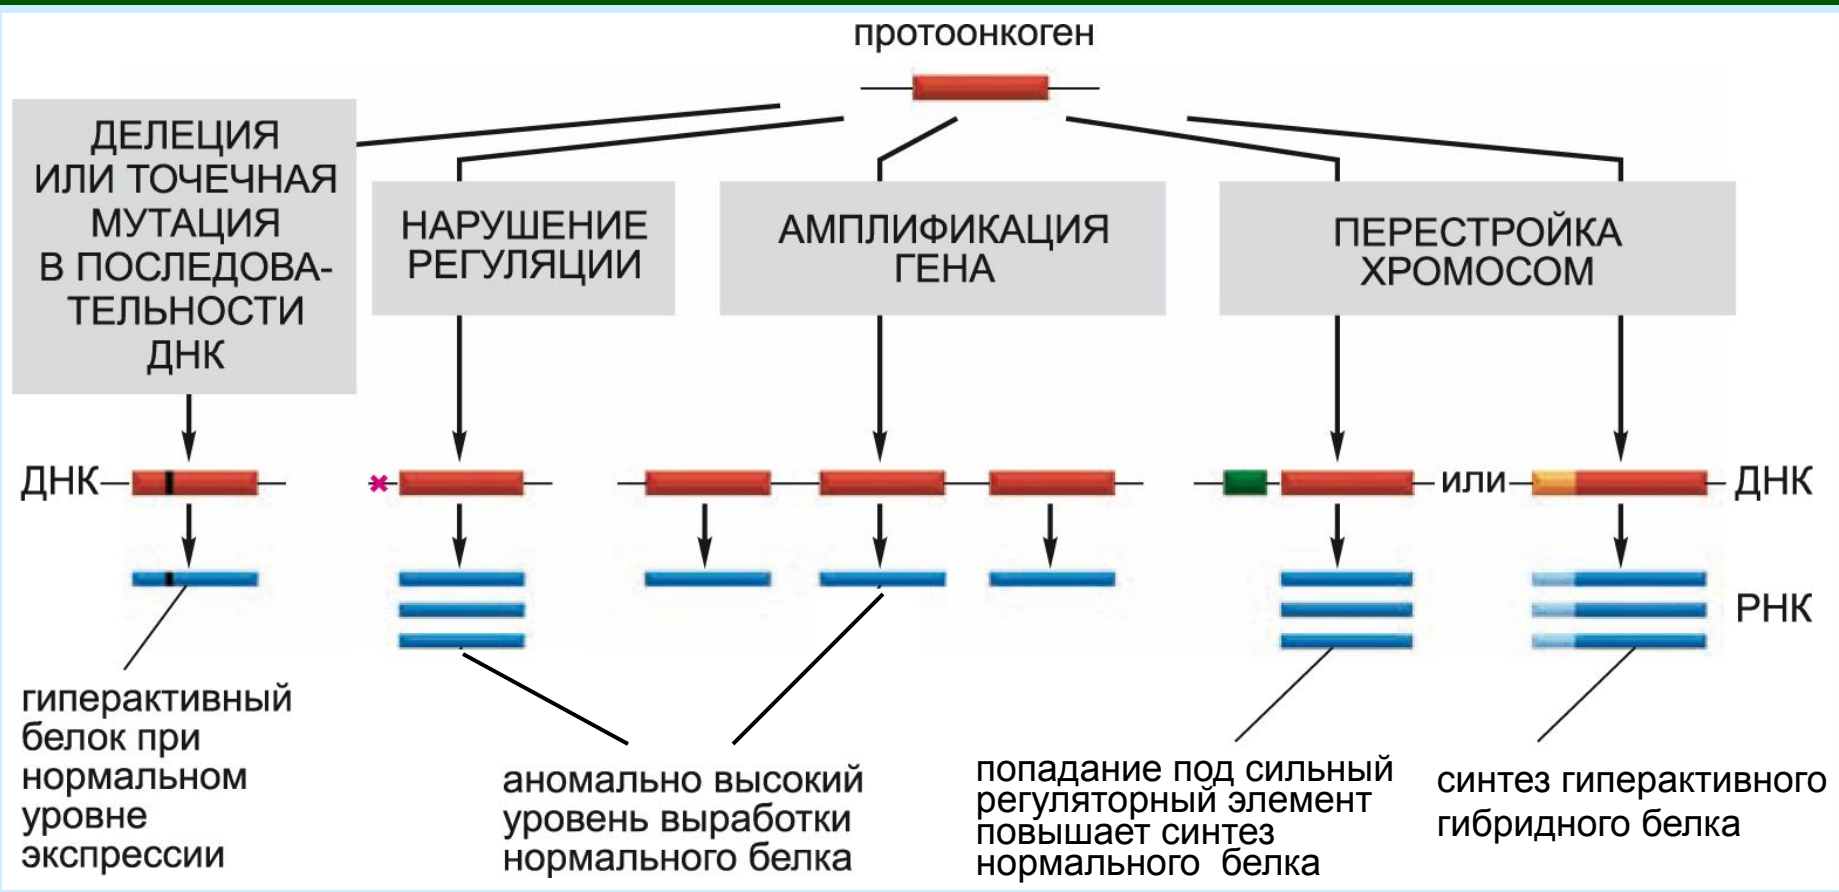 протоонкоген
ДЕЛЕЦИЯ
ИЛИ ТОЧЕЧНАЯ
МУТАЦИЯ
В ПОСЛЕДОВА-
ТЕЛЬНОСТИ
ДНК
НАРУШЕНИЕ
РЕГУЛЯЦИИ
АМПЛИФИКАЦИЯ
ГЕНА
ПЕРЕСТРОЙКА
ХРОМОСОМ
ДНК
или
ДНК
РНК
гиперактивный
белок при
нормальном
уровне
экспрессии
аномально высокий
уровень выработки
нормального белка
попадание под сильный
регуляторный элемент
повышает синтез
нормального белка
синтез гиперактивного
гибридного белка